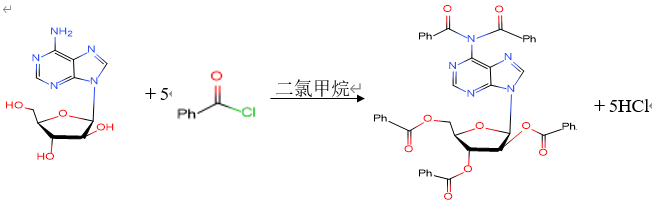 NH₂
N N
N N
HO O OH
HO
+ 5
O
Ph Cl
二氯甲烷
O O
Ph N Ph
N N
N N
Ph O O O Ph
O O
Ph O
O
+ 5HCl